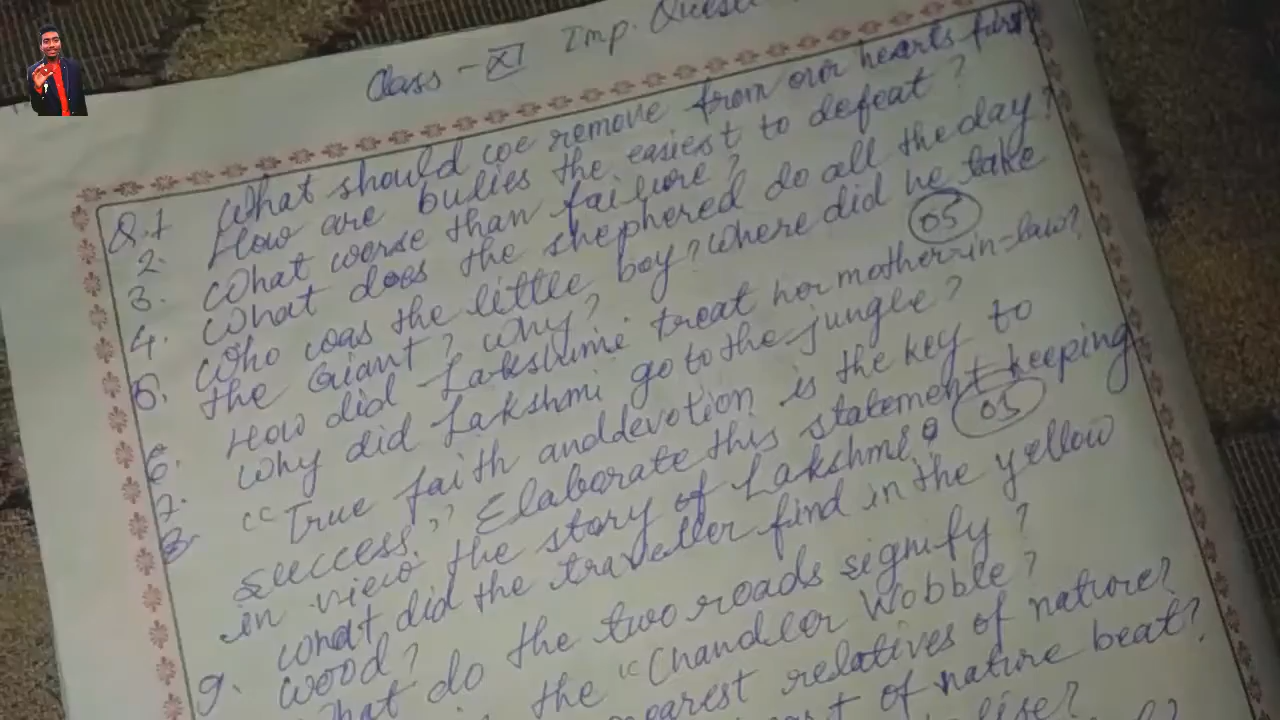 Class - XI Imp. Quest
Q.1 What should we remove from our hearts first
2. How are bullies the easiest to defeat ?
3. What worse than failure ?
4. What does the shephered do all the day ?
5. Who was the little boy ? Where did he take
the Giant ? Why ? 05
6. How did Lakshmi treat her mother-in-law?
7. Why did Lakshmi go to the jungle ?
8. "True faith and devotion is the key to
success." Elaborate this statement keeping
in view the story of Lakshmi. 05
What did the traveller find in the yellow
9. wood ?
What do the two roads signify ?
the "Chandler Wobble ?
nearest relatives of nature?
of nature beat?